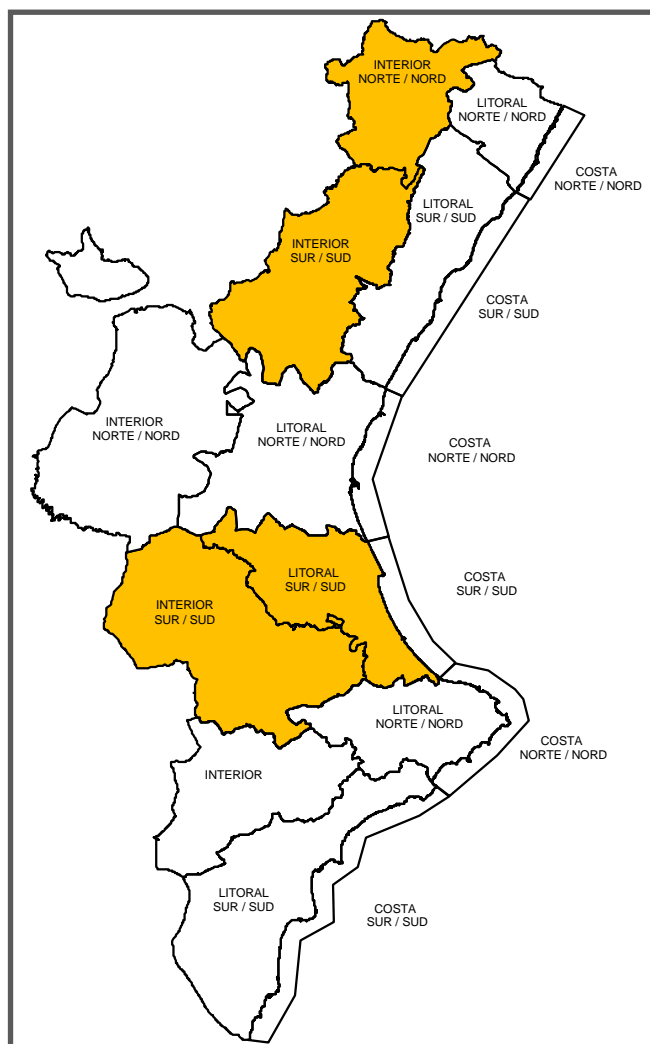 INTERIOR
NORTE / NORD
LITORAL
NORTE / NORD
COSTA
NORTE / NORD
LITORAL
SUR / SUD
INTERIOR
SUR / SUD
COSTA
SUR / SUD
INTERIOR
NORTE / NORD
LITORAL
NORTE / NORD
COSTA
NORTE / NORD
LITORAL
SUR / SUD
COSTA
SUR / SUD
INTERIOR
SUR / SUD
LITORAL
NORTE / NORD
COSTA
NORTE / NORD
INTERIOR
LITORAL
SUR / SUD
COSTA
SUR / SUD